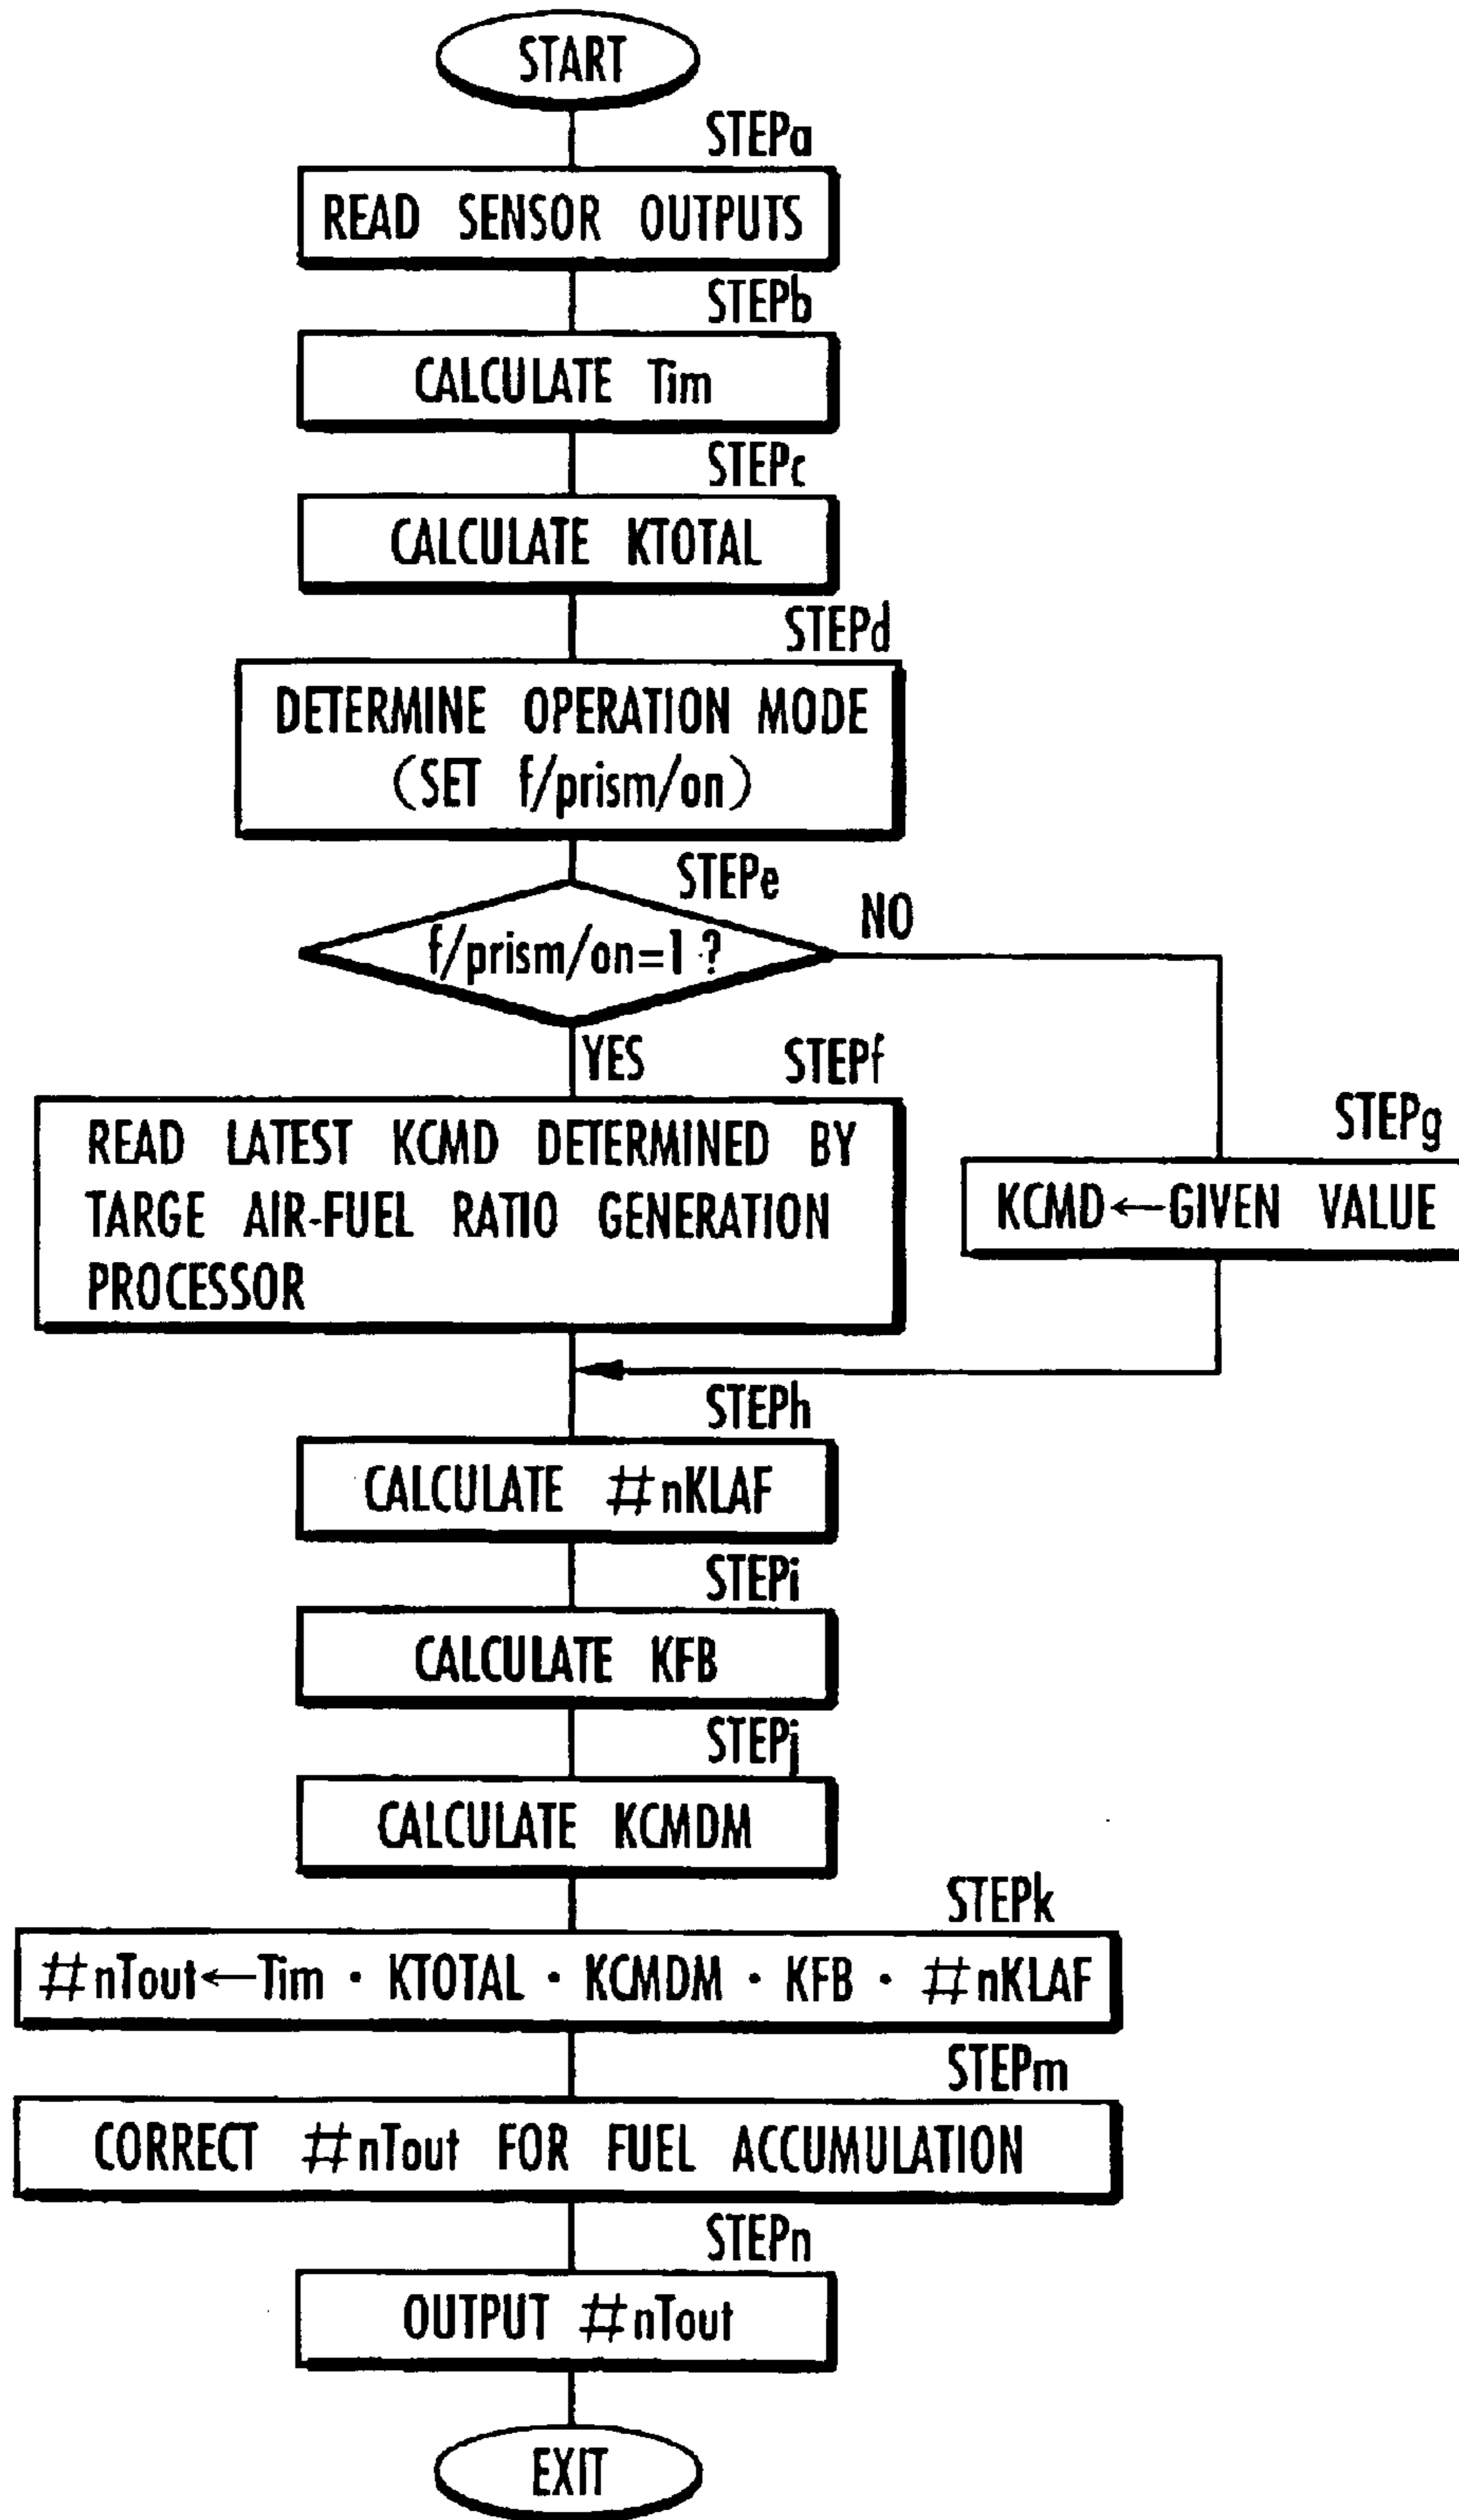 START
STEPa
READ SENSOR OUTPUTS
STEPb
CALCULATE Tim
STEPc
CALCULATE KTOTAL
STEPd
DETERMINE OPERATION MODE
(SET f/prism/on)
STEPe
f/prism/on=1 ?
NO
YES
STEPf
READ LATEST KCMD DETERMINED BY
TARGE AIR-FUEL RATIO GENERATION
PROCESSOR
STEPg
KCMD←GIVEN VALUE
STEPh
CALCULATE #nKLAF
STEPi
CALCULATE KFB
STEPj
CALCULATE KCMDM
STEPk
#nTout←Tim · KTOTAL · KCMDM · KFB · #nKLAF
STEPm
CORRECT #nTout FOR FUEL ACCUMULATION
STEPn
OUTPUT #nTout
EXIT